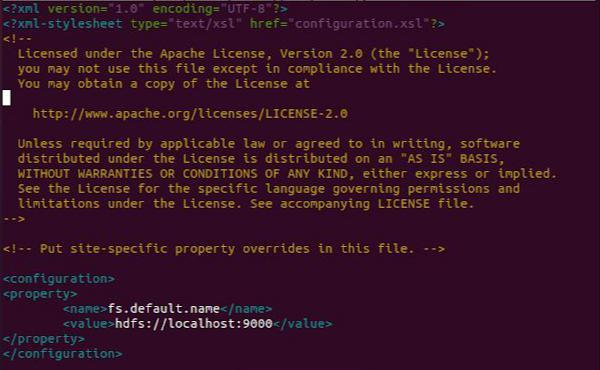 <?xml version="1.0" encoding="UTF-8"?>
<?xml-stylesheet type="text/xsl" href="configuration.xsl"?>
<!--
  Licensed under the Apache License, Version 2.0 (the "License");
  you may not use this file except in compliance with the License.
  You may obtain a copy of the License at

    http://www.apache.org/licenses/LICENSE-2.0

  Unless required by applicable law or agreed to in writing, software
  distributed under the License is distributed on an "AS IS" BASIS,
  WITHOUT WARRANTIES OR CONDITIONS OF ANY KIND, either express or implied.
  See the License for the specific language governing permissions and
  limitations under the License. See accompanying LICENSE file.
-->

<!-- Put site-specific property overrides in this file. -->

<configuration>
<property>
        <name>fs.default.name</name>
        <value>hdfs://localhost:9000</value>
</property>
</configuration>